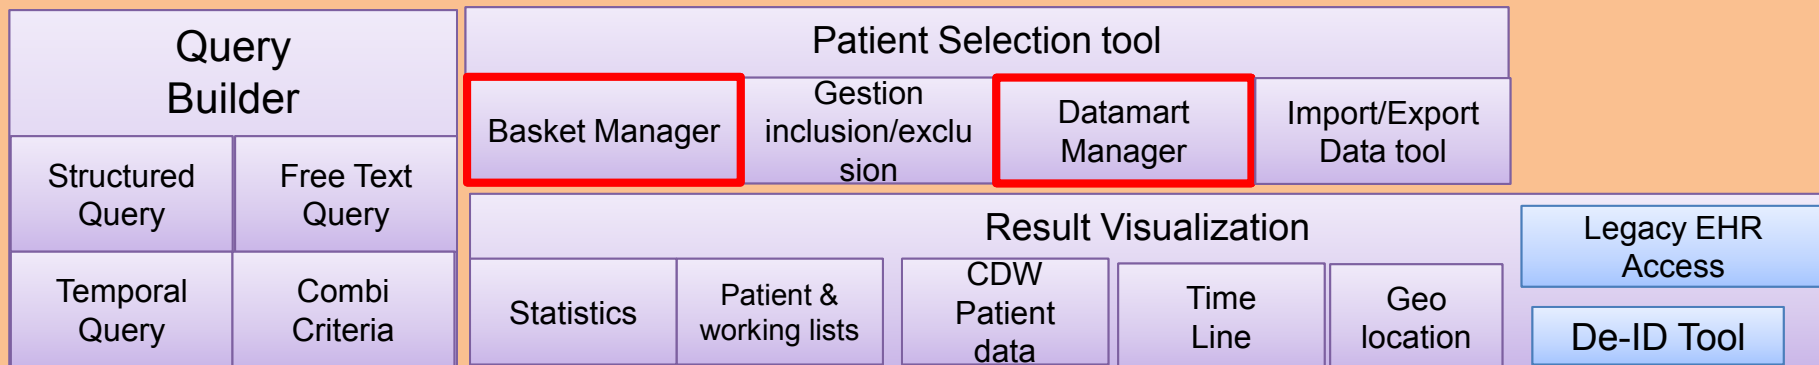 Query
Builder
Structured
Query
Free Text
Query
Temporal
Query
Combi
Criteria
Patient Selection tool
Basket Manager
Gestion
inclusion/exclu
sion
Datamart
Manager
Import/Export
Data tool
Result Visualization
Statistics
Patient &
working lists
CDW
Patient
data
Time
Line
Geo
location
Legacy EHR
Access
De-ID Tool